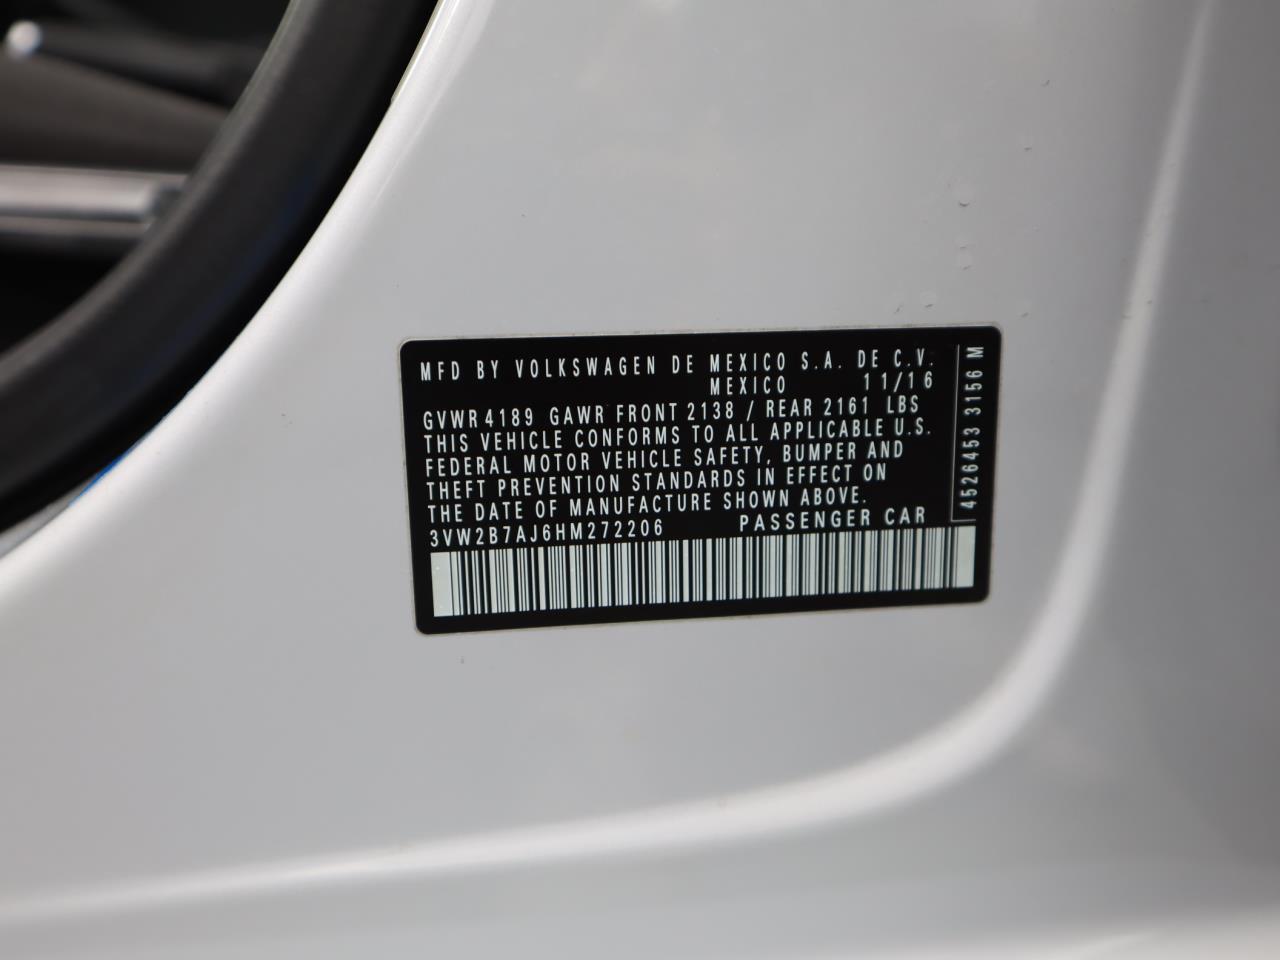 MFD BY VOLKSWAGEN DE MEXICO S.A. DE C.V.
MEXICO 11/16
GVWR 4189 GAWR FRONT 2138 / REAR 2161 LBS
THIS VEHICLE CONFORMS TO ALL APPLICABLE U.S.
FEDERAL MOTOR VEHICLE SAFETY, BUMPER AND
THEFT PREVENTION STANDARDS IN EFFECT ON
THE DATE OF MANUFACTURE SHOWN ABOVE.
3VW2B7AJ6HM272206 PASSENGER CAR
4526453 3156 M